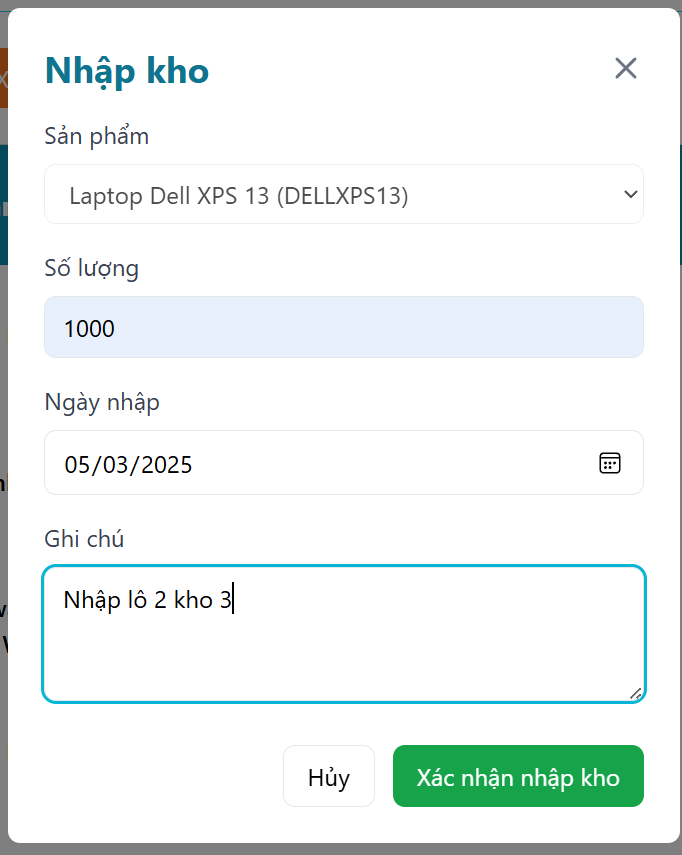 Nhập kho
Sản phẩm
Laptop Dell XPS 13 (DELLXPS13)
Số lượng
1000
Ngày nhập
05/03/2025
Ghi chú
Nhập lô 2 kho 3
Hủy
Xác nhận nhập kho